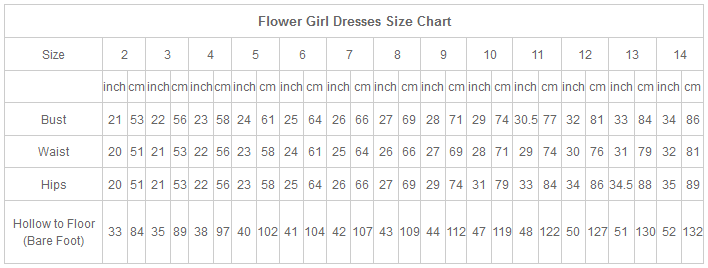 Flower Girl Dresses Size Chart
Size 2 3 4 5 6 7 8 9 10 11 12 13 14
inch cm inch cm inch cm inch cm inch cm inch cm inch cm inch cm inch cm inch cm inch cm inch cm inch cm
Bust 21 53 22 56 23 58 24 61 25 64 26 66 27 69 28 71 29 74 30.5 77 32 81 33 84 34 86
Waist 20 51 21 53 22 56 23 58 24 61 25 64 26 66 27 69 28 71 29 74 30 76 31 79 32 81
Hips 20 51 21 53 22 56 23 58 25 64 26 66 27 69 29 74 31 79 33 84 34 86 34.5 88 35 89
Hollow to Floor
(Bare Foot) 33 84 35 89 38 97 40 102 41 104 42 107 43 109 44 112 47 119 48 122 50 127 51 130 52 132